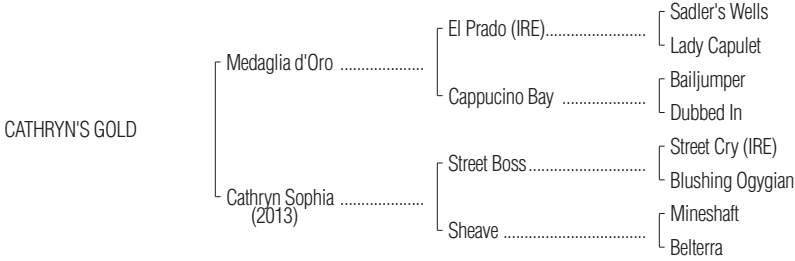 Sadler's Wells
El Prado (IRE)........................
Lady Capulet
Medaglia d'Oro ....................
Bailjumper
Cappucino Bay ....................
Dubbed In
CATHRYN'S GOLD
Street Cry (IRE)
Street Boss............................
Blushing Ogygian
Cathryn Sophia ....................
(2013)
Mineshaft
Sheave ..................................
Belterra